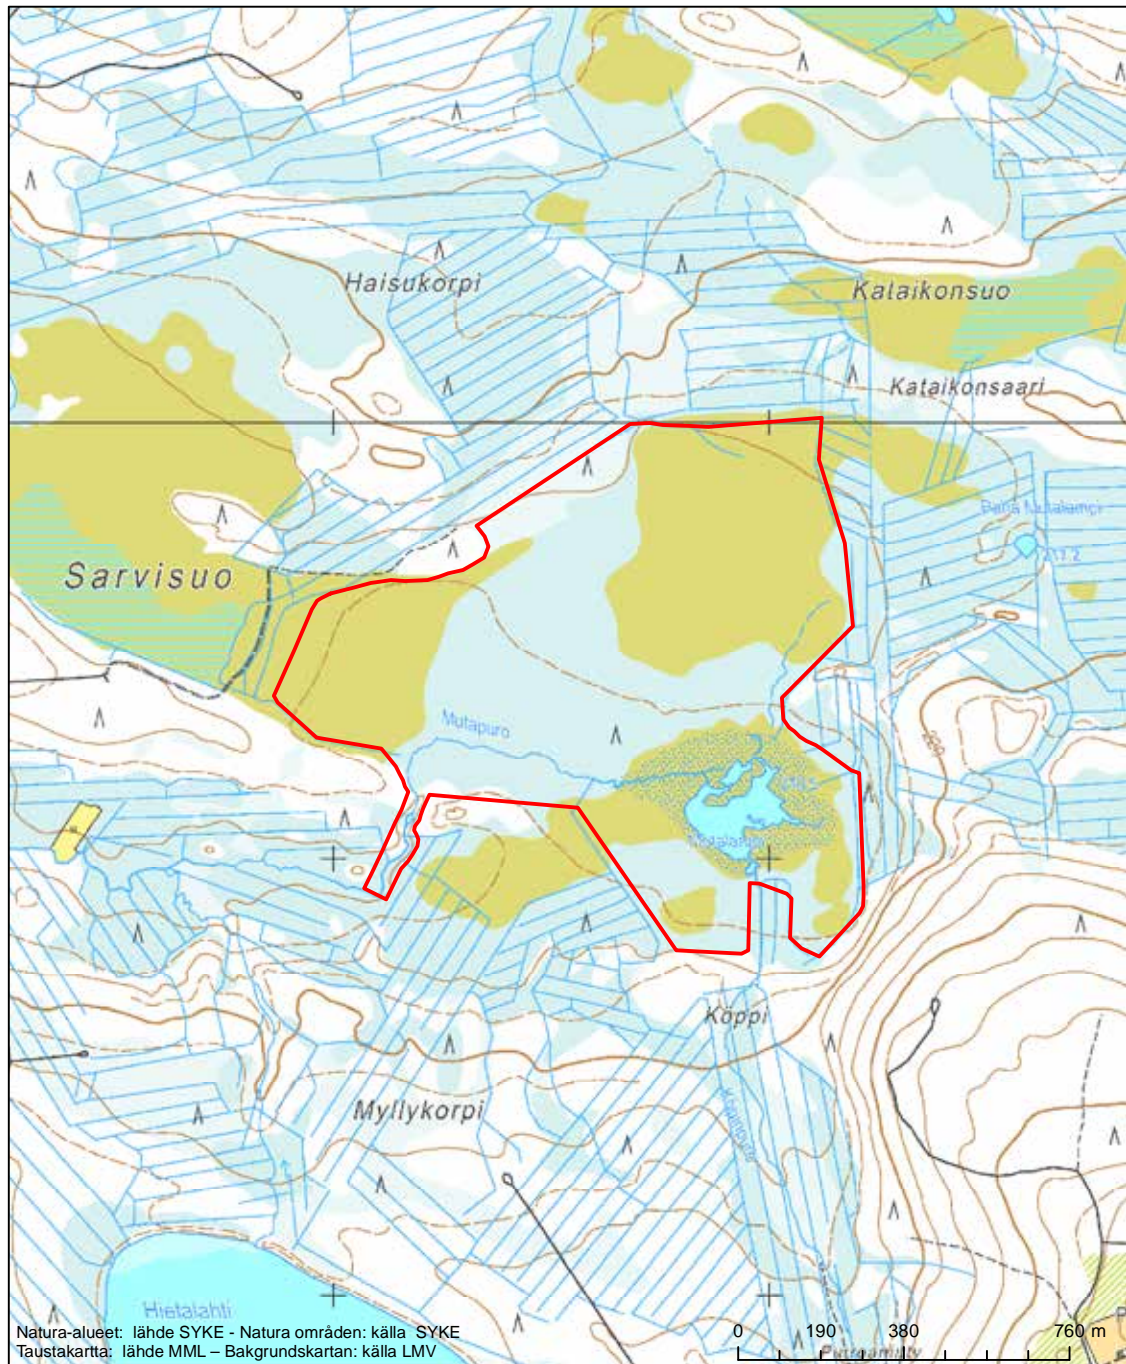 Haisukorpi
Kataikonsuo
Kataikonsaari
Sarvisuo
Mutapuro
Köppi
Myllykorpi
Hietalahti
Natura-alueet: lähde SYKE - Natura områden: källa SYKE
Taustakartta: lähde MML – Bakgrundskartan: källa LMV
0 190 380 760 m